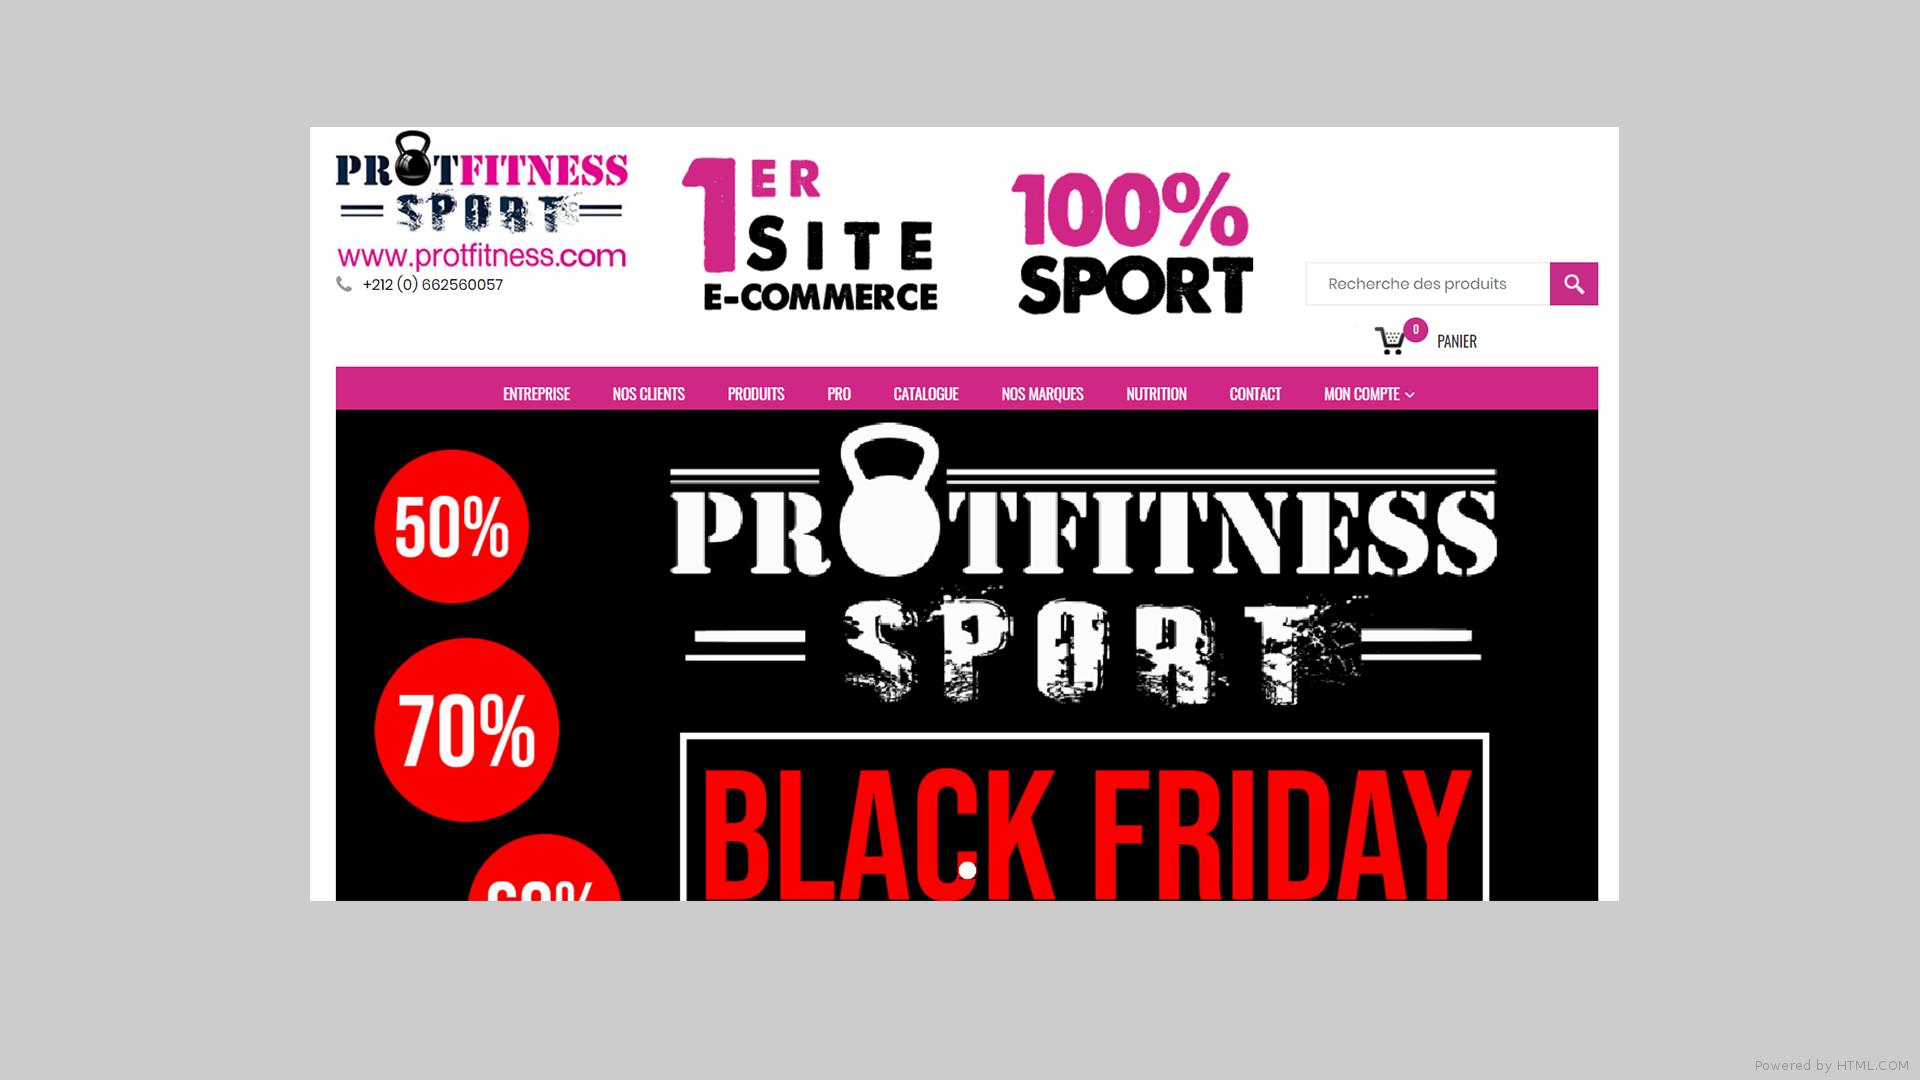 PROTFITNESS
SPORT
www.protfitness.com
+212 (0) 662560057
1ER
SITE
E-COMMERCE
100%
SPORT
Recherche des produits
0 PANIER
ENTREPRISE NOS CLIENTS PRODUITS PRO CATALOGUE NOS MARQUES NUTRITION CONTACT MON COMPTE
50%
PROTFITNESS
SPORT
70%
BLACK FRIDAY
Powered by HTML.COM